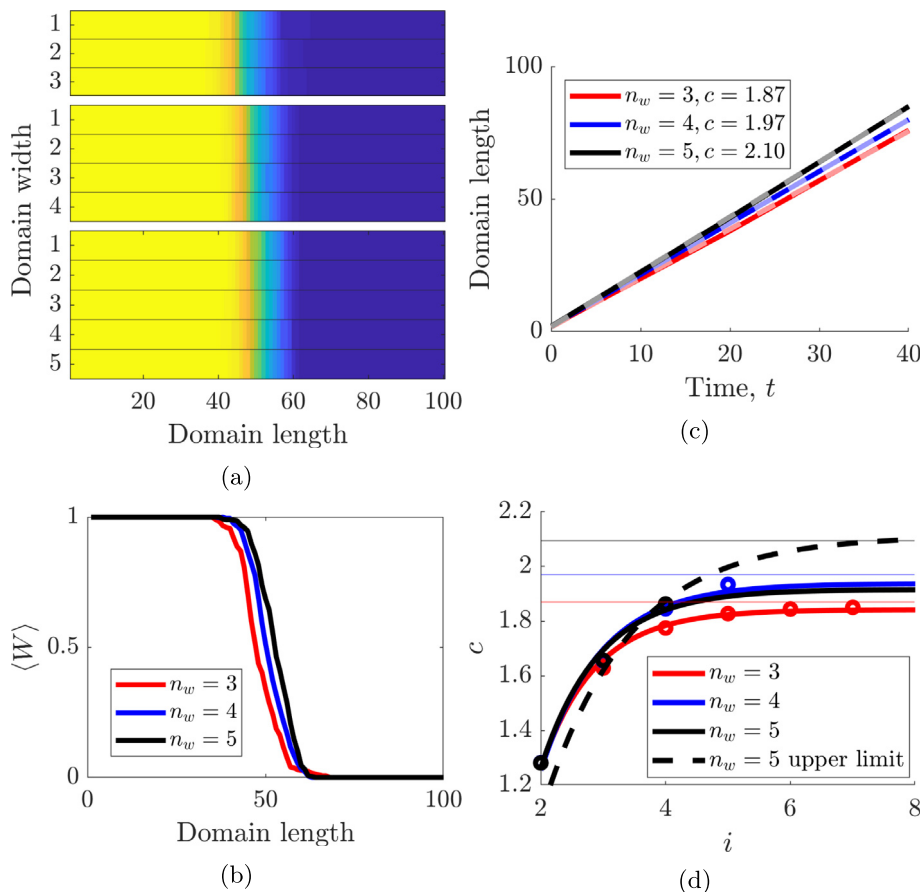 1
2
3
1
2
3
4
1
2
3
4
5
Domain width
20 40 60 80 100
Domain length
(a)
100
50
0
Domain length
n_w = 3, c = 1.87
n_w = 4, c = 1.97
n_w = 5, c = 2.10
0 10 20 30 40
Time, t
(c)
1
0.5
0
⟨W⟩
n_w = 3
n_w = 4
n_w = 5
0 50 100
Domain length
(b)
2.2
2
1.8
1.6
1.4
1.2
c
n_w = 3
n_w = 4
n_w = 5
n_w = 5 upper limit
2 3 4 5 6 7 8
i
(d)